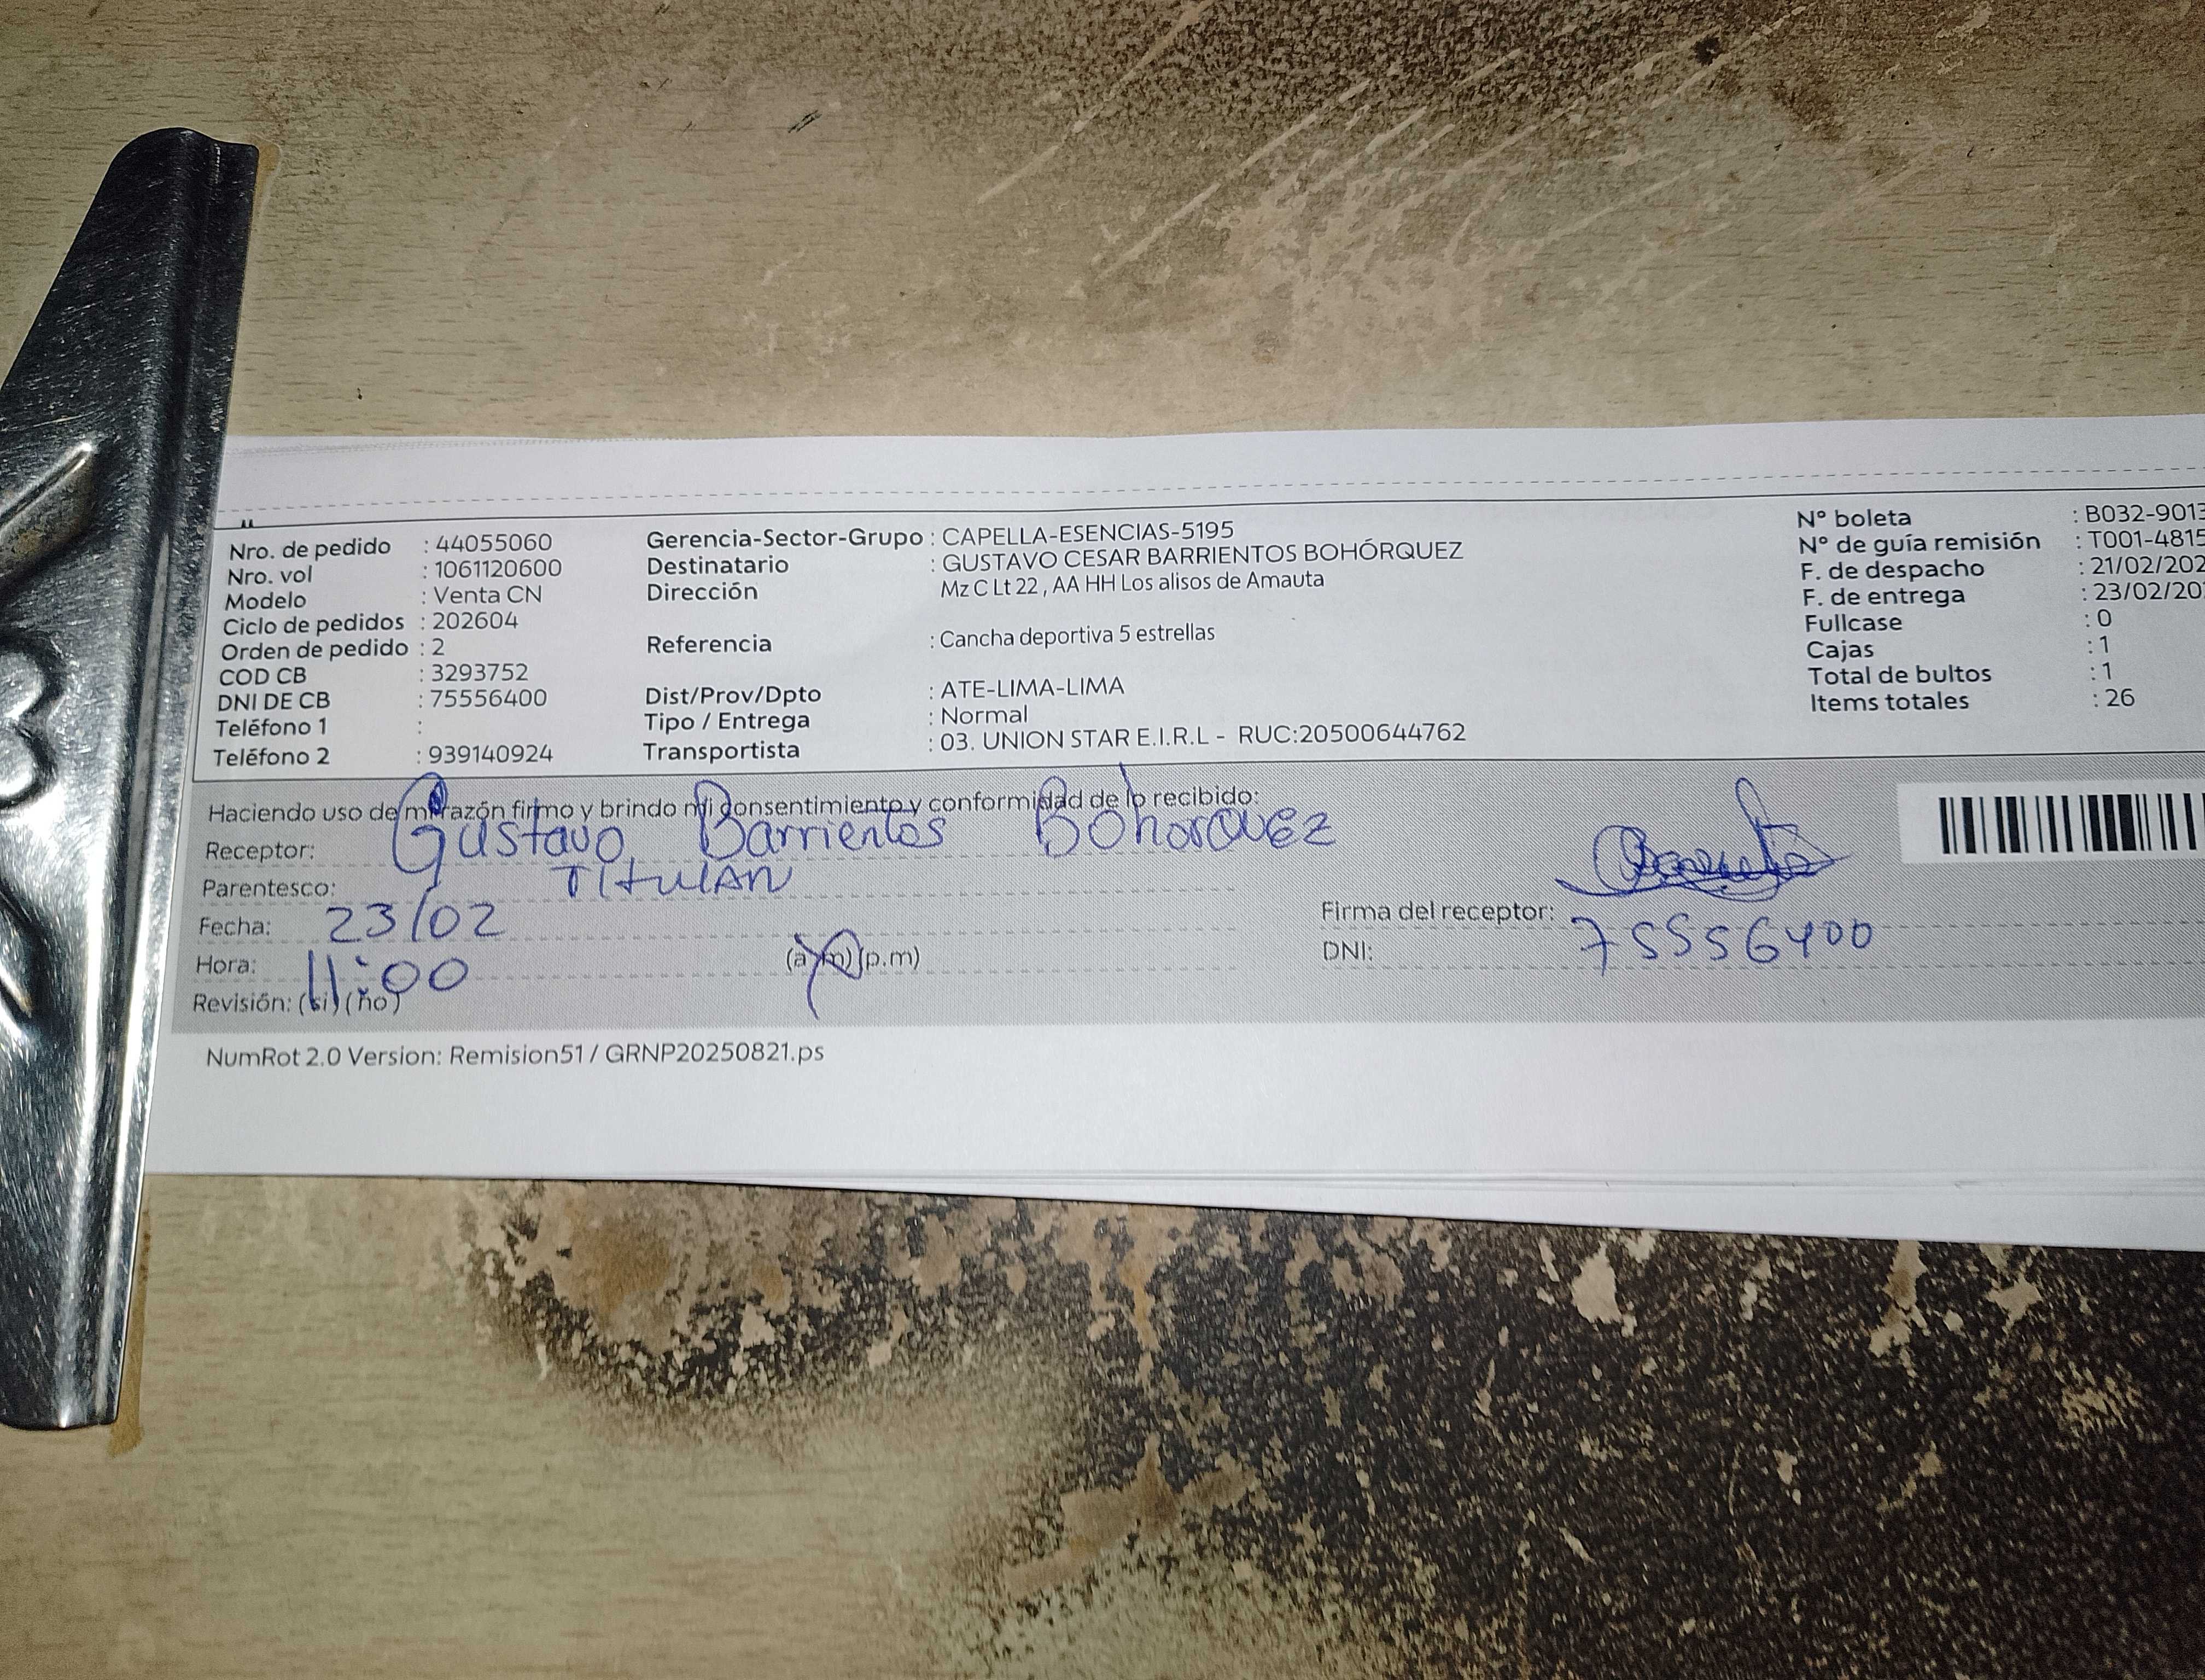 Nro. de pedido : 44055060 Gerencia-Sector-Grupo : CAPELLA-ESENCIAS-5195 N° boleta : B032-9013
Nro. vol : 1061120600 Destinatario : GUSTAVO CESAR BARRIENTOS BOHÓRQUEZ N° de guía remisión : T001-4815
Modelo : Venta CN Dirección Mz C Lt 22 , AA HH Los alisos de Amauta F. de despacho : 21/02/202
Ciclo de pedidos : 202604 F. de entrega : 23/02/20
Orden de pedido : 2 Referencia : Cancha deportiva 5 estrellas Fullcase : 0
COD CB : 3293752 Cajas : 1
DNI DE CB : 75556400 Dist/Prov/Dpto : ATE-LIMA-LIMA Total de bultos : 1
Teléfono 1 : Tipo / Entrega : Normal Items totales : 26
Teléfono 2 : 939140924 Transportista : 03. UNION STAR E.I.R.L - RUC:20500644762
Haciendo uso de mi razón firmo y brindo mi consentimiento y conformidad de lo recibido:
Receptor: Gustavo Barrientos Bohorquez
Parentesco: TITULAR
Fecha: 23/02 Firma del receptor:
Hora: 11:00 (a.m) (p.m) DNI: 75556400
Revisión: (si) (no)
NumRot 2.0 Version: Remision51 / GRNP20250821.ps